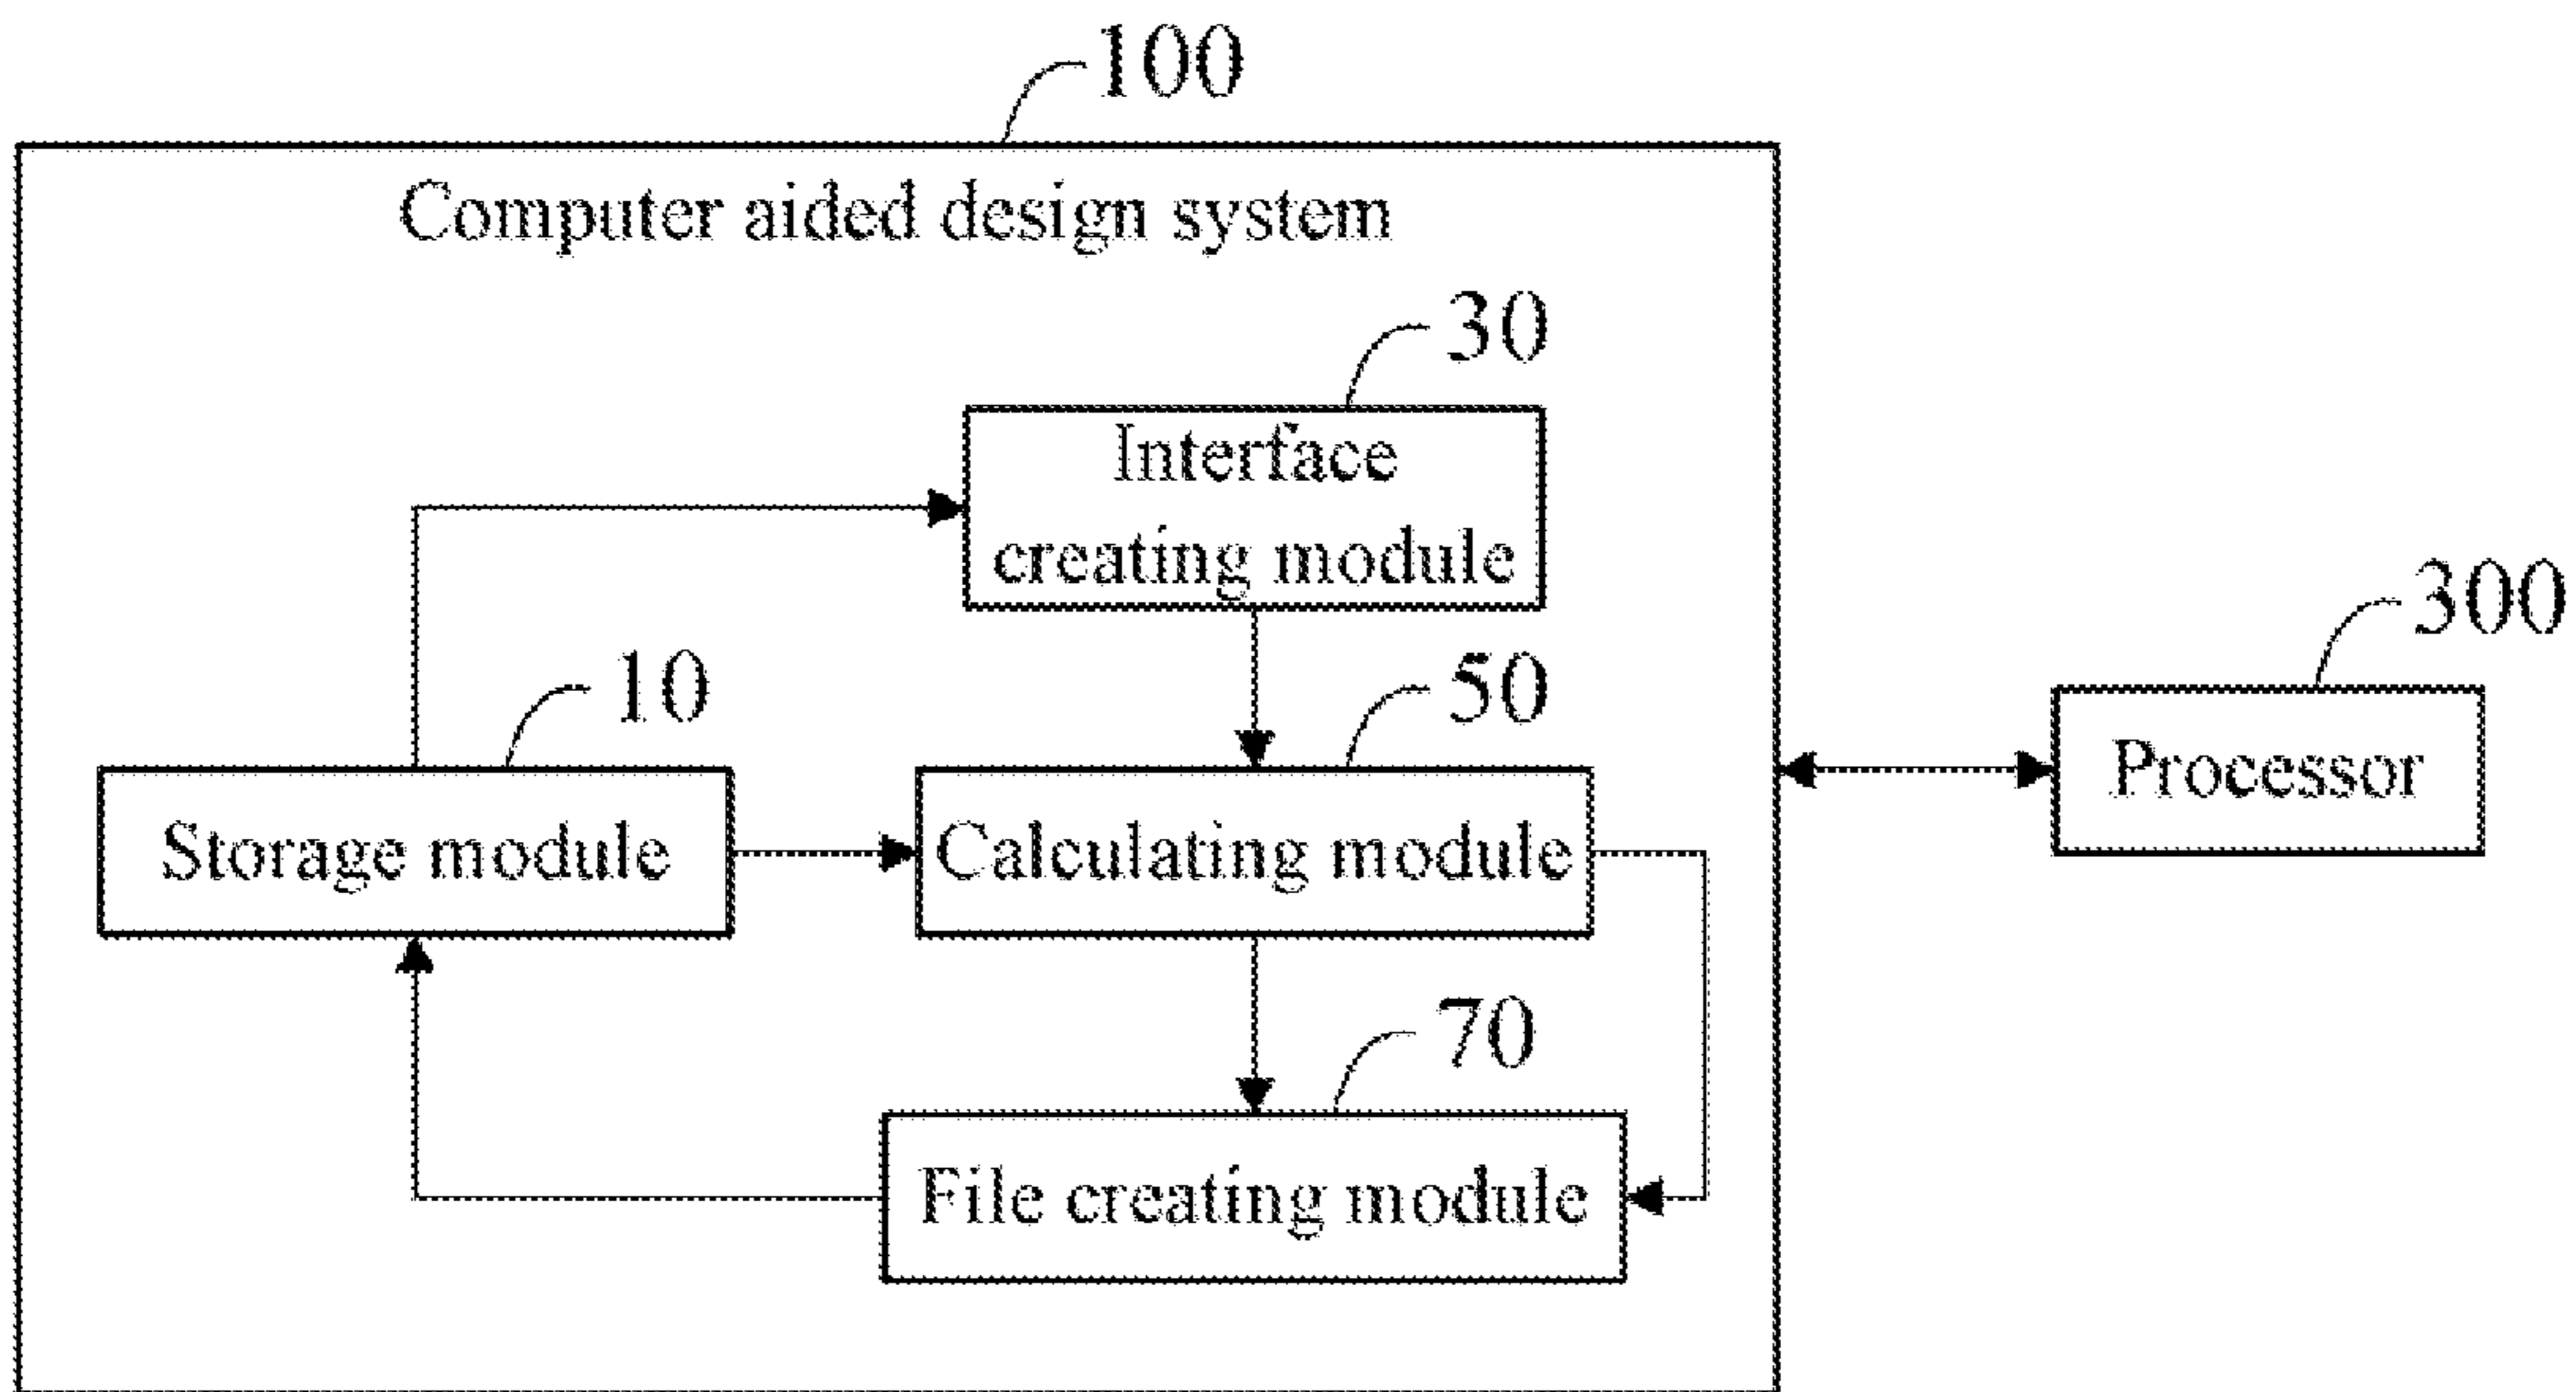 100
Computer aided design system
30
Interface
creating module
300
10
50
Processor
Storage module
Calculating module
70
File creating module